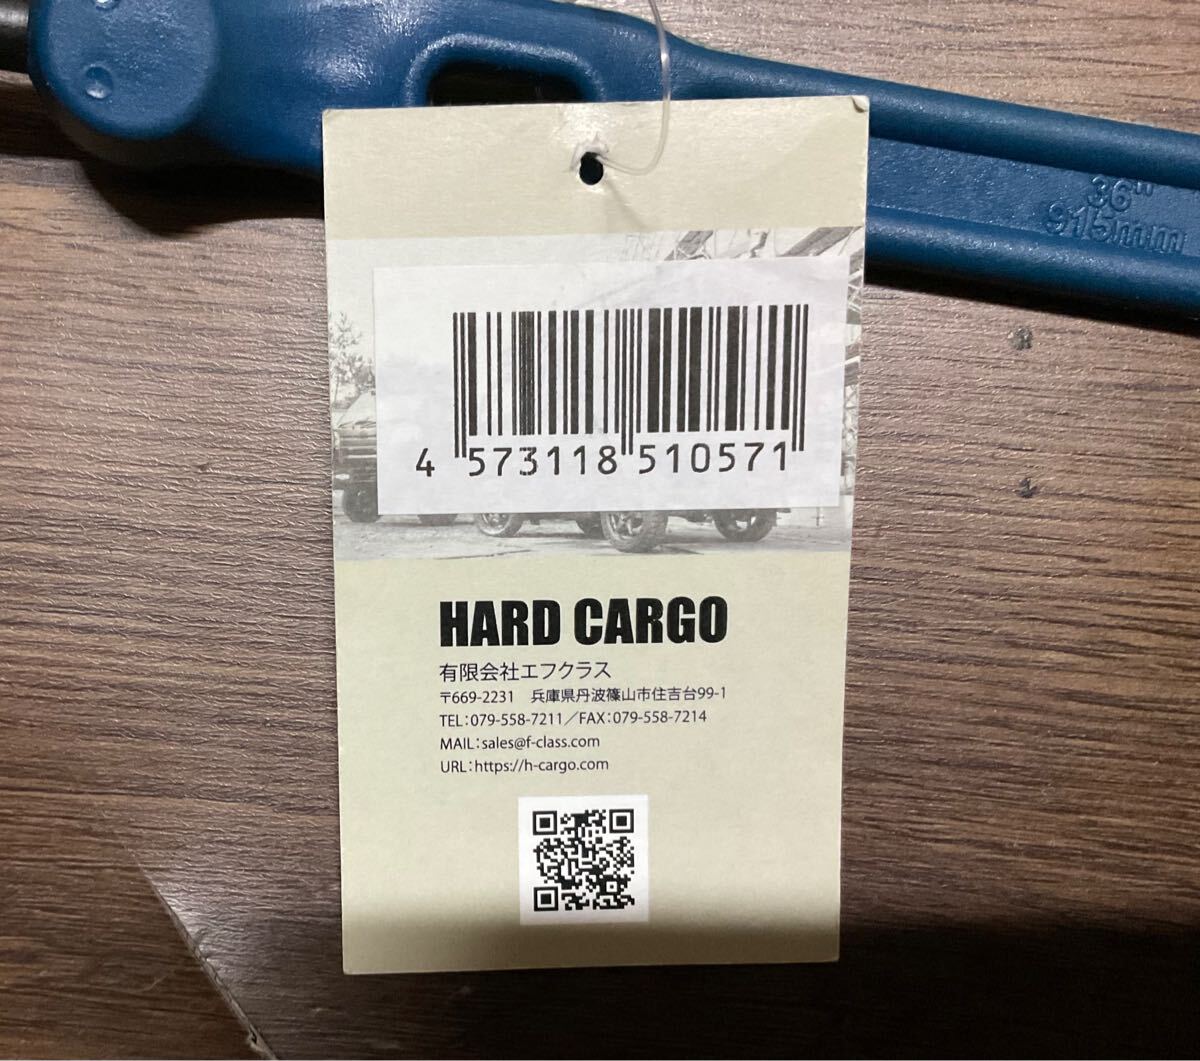 36"
915mm
4 573118 510571
HARD CARGO
有限会社エフクラス
〒669-2231　兵庫県丹波篠山市住吉台99-1
TEL：079-558-7211／FAX：079-558-7214
MAIL：sales@f-class.com
URL：https://h-cargo.com